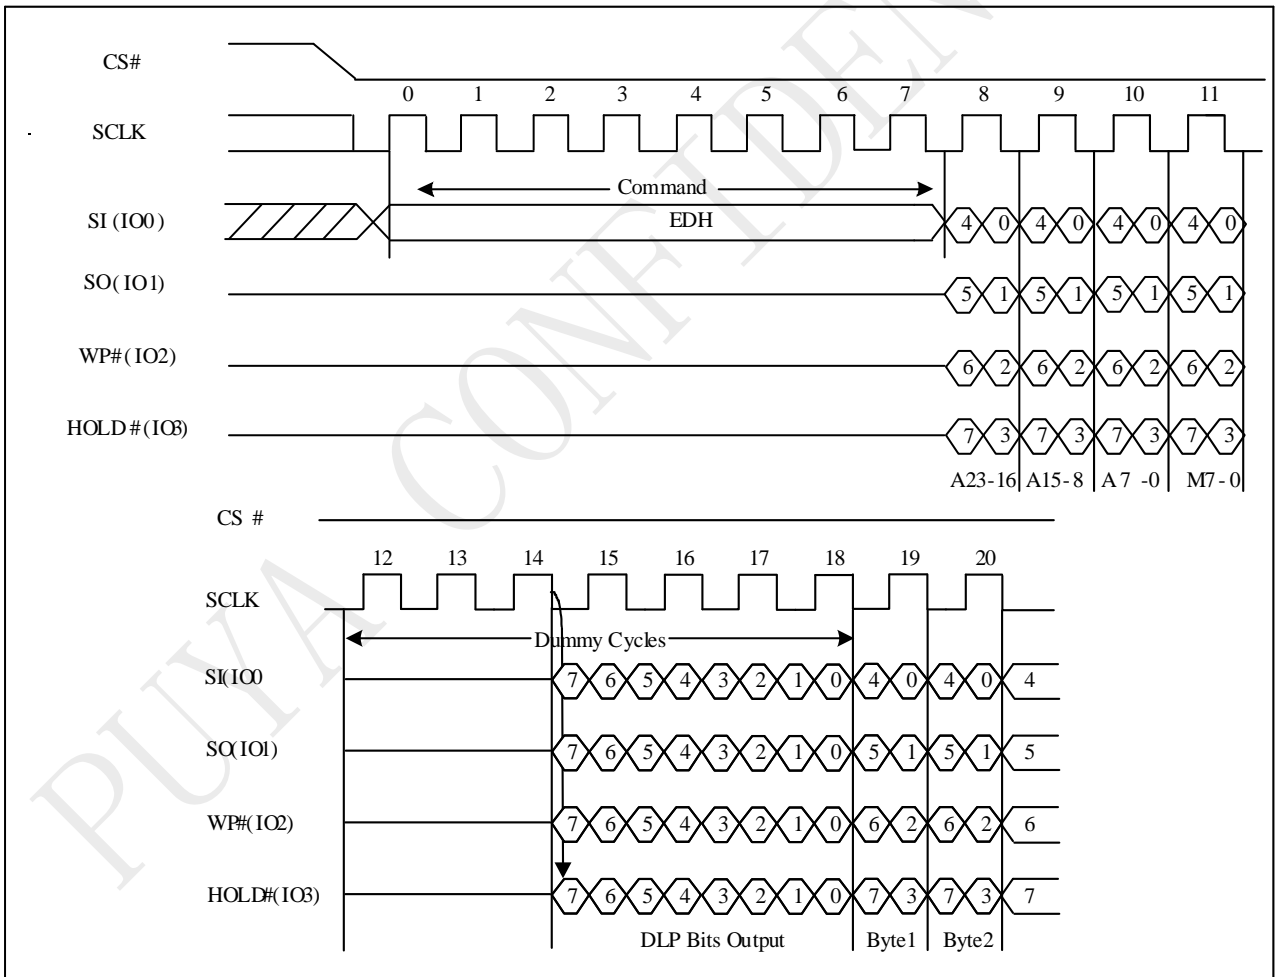 CS#
0 1 2 3 4 5 6 7 8 9 10 11
SCLK
Command
SI (IO0)
EDH
4 0 4 0 4 0 4 0
SO( IO1)
5 1 5 1 5 1 5 1
WP# ( IO2)
6 2 6 2 6 2 6 2
HOLD # (IO3)
7 3 7 3 7 3 7 3
A23-16 A15-8 A7 -0 M7-0
CS #
12 13 14 15 16 17 18 19 20
SCLK
Dummy Cycles
SI(IO0
7 6 5 4 3 2 1 0 4 0 4 0 4
SO(IO1)
7 6 5 4 3 2 1 0 5 1 5 1 5
WP#(IO2)
7 6 5 4 3 2 1 0 6 2 6 2 6
HOLD#(IO3)
7 6 5 4 3 2 1 0 7 3 7 3 7
DLP Bits Output Byte1 Byte2
PUYA CONFIDEN